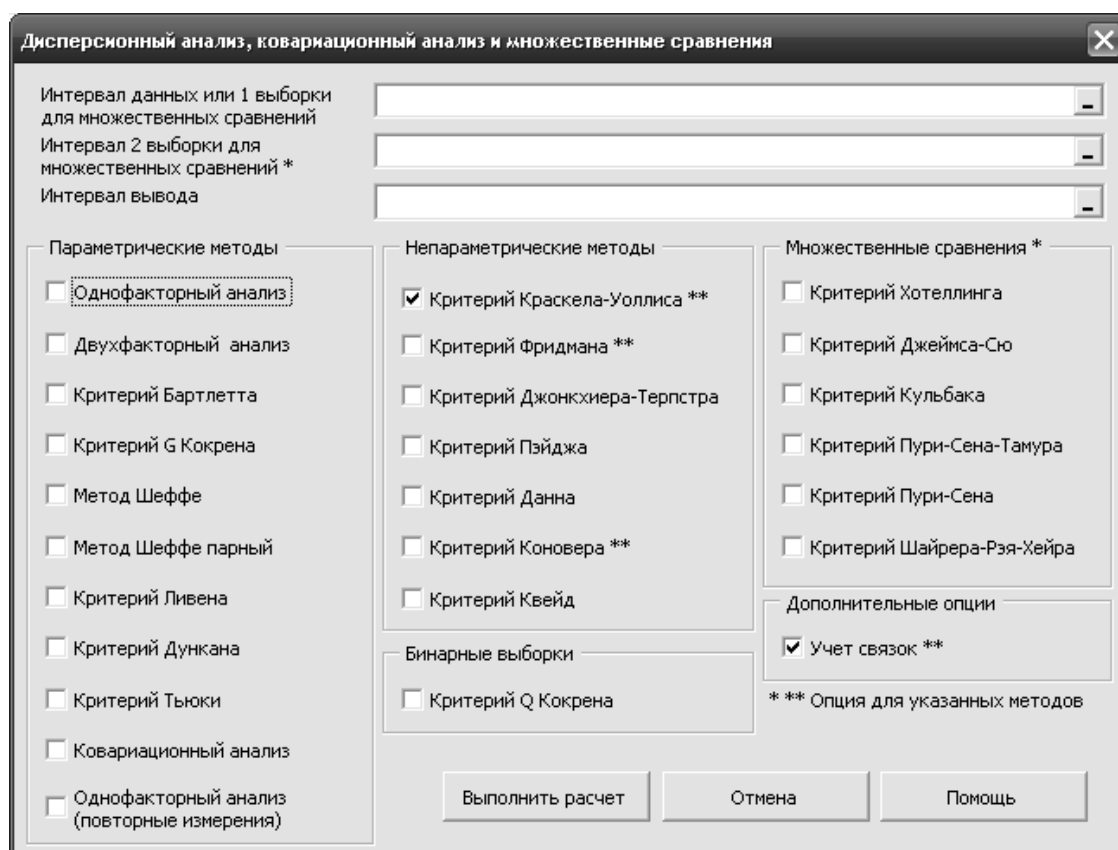 Дисперсионный анализ, ковариационный анализ и множественные сравнения
Интервал данных или 1 выборки
для множественных сравнений
Интервал 2 выборки для
множественных сравнений *
Интервал вывода
Параметрические методы
Однофакторный анализ
Двухфакторный анализ
Критерий Бартлетта
Критерий G Кокрена
Метод Шеффе
Метод Шеффе парный
Критерий Ливена
Критерий Дункана
Критерий Тьюки
Ковариационный анализ
Однофакторный анализ
(повторные измерения)
Непараметрические методы
Критерий Краскела-Уоллиса **
Критерий Фридмана **
Критерий Джонкхиера-Терпстра
Критерий Пэйджа
Критерий Данна
Критерий Коновера **
Критерий Квейд
Бинарные выборки
Критерий Q Кокрена
Множественные сравнения *
Критерий Хотеллинга
Критерий Джеймса-Сю
Критерий Кульбака
Критерий Пури-Сена-Тамура
Критерий Пури-Сена
Критерий Шайрера-Рэя-Хейра
Дополнительные опции
Учет связок **
* ** Опция для указанных методов
Выполнить расчет
Отмена
Помощь